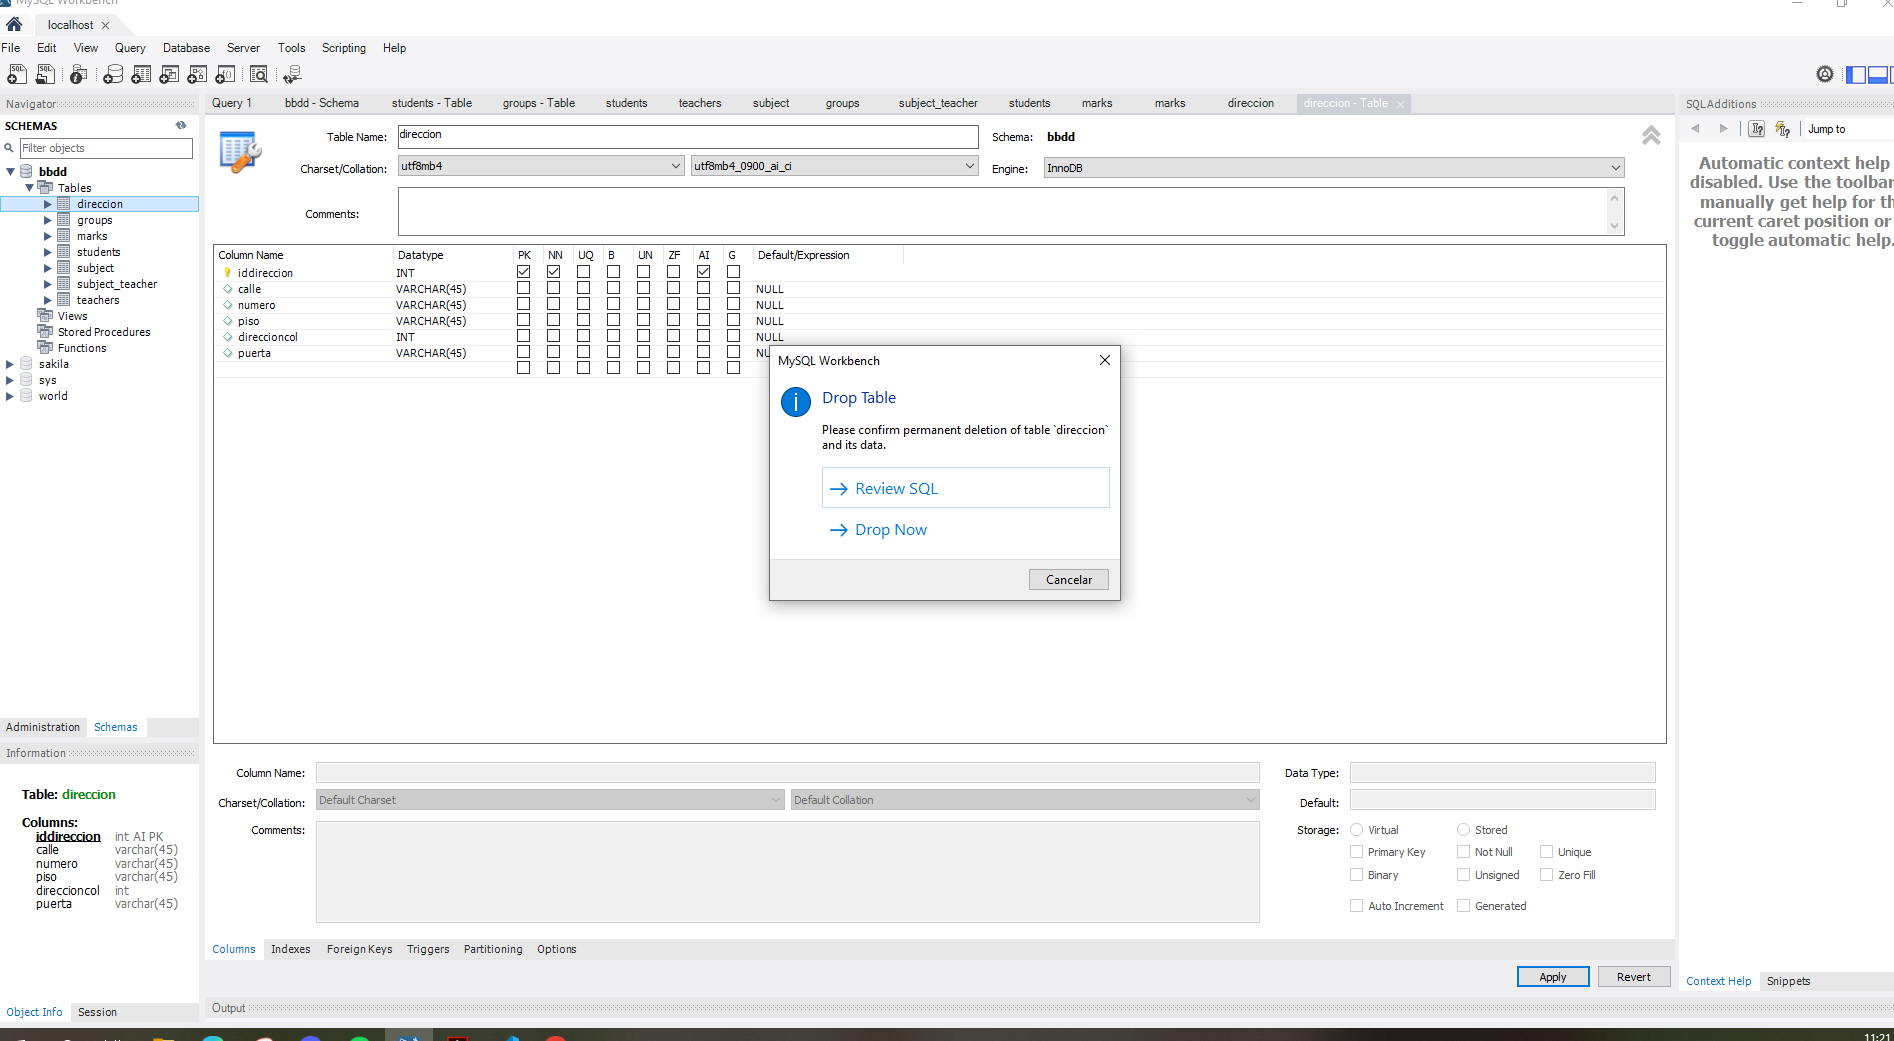 MySQL Workbench
localhost
File Edit View Query Database Server Tools Scripting Help
Navigator
SCHEMAS
Filter objects
bbdd
Tables
direccion
groups
marks
students
subject
subject_teacher
teachers
Views
Stored Procedures
Functions
sakila
sys
world
Administration Schemas
Information
Table: direccion
Columns:
iddireccion int AI PK
calle varchar(45)
numero varchar(45)
piso varchar(45)
direccioncol int
puerta varchar(45)
Object Info Session
Query 1 bbdd - Schema students - Table groups - Table students teachers subject groups subject_teacher students marks marks direccion direccion - Table
Table Name: direccion Schema: bbdd
Charset/Collation: utf8mb4 utf8mb4_0900_ai_ci Engine: InnoDB
Comments:
Column Name Datatype PK NN UQ B UN ZF AI G Default/Expression
iddireccion INT
calle VARCHAR(45) NULL
numero VARCHAR(45) NULL
piso VARCHAR(45) NULL
direccioncol INT NULL
puerta VARCHAR(45)
MySQL Workbench
Drop Table
Please confirm permanent deletion of table `direccion`
and its data.
Review SQL
Drop Now
Cancelar
Column Name: Data Type:
Charset/Collation: Default Charset Default Collation Default:
Comments: Storage: Virtual Stored
Primary Key Not Null Unique
Binary Unsigned Zero Fill
Auto Increment Generated
Columns Indexes Foreign Keys Triggers Partitioning Options
Apply Revert
Output
SQLAdditions
Jump to
Automatic context help
disabled. Use the toolbar
manually get help for
current caret position or
toggle automatic help.
Context Help Snippets
11:21